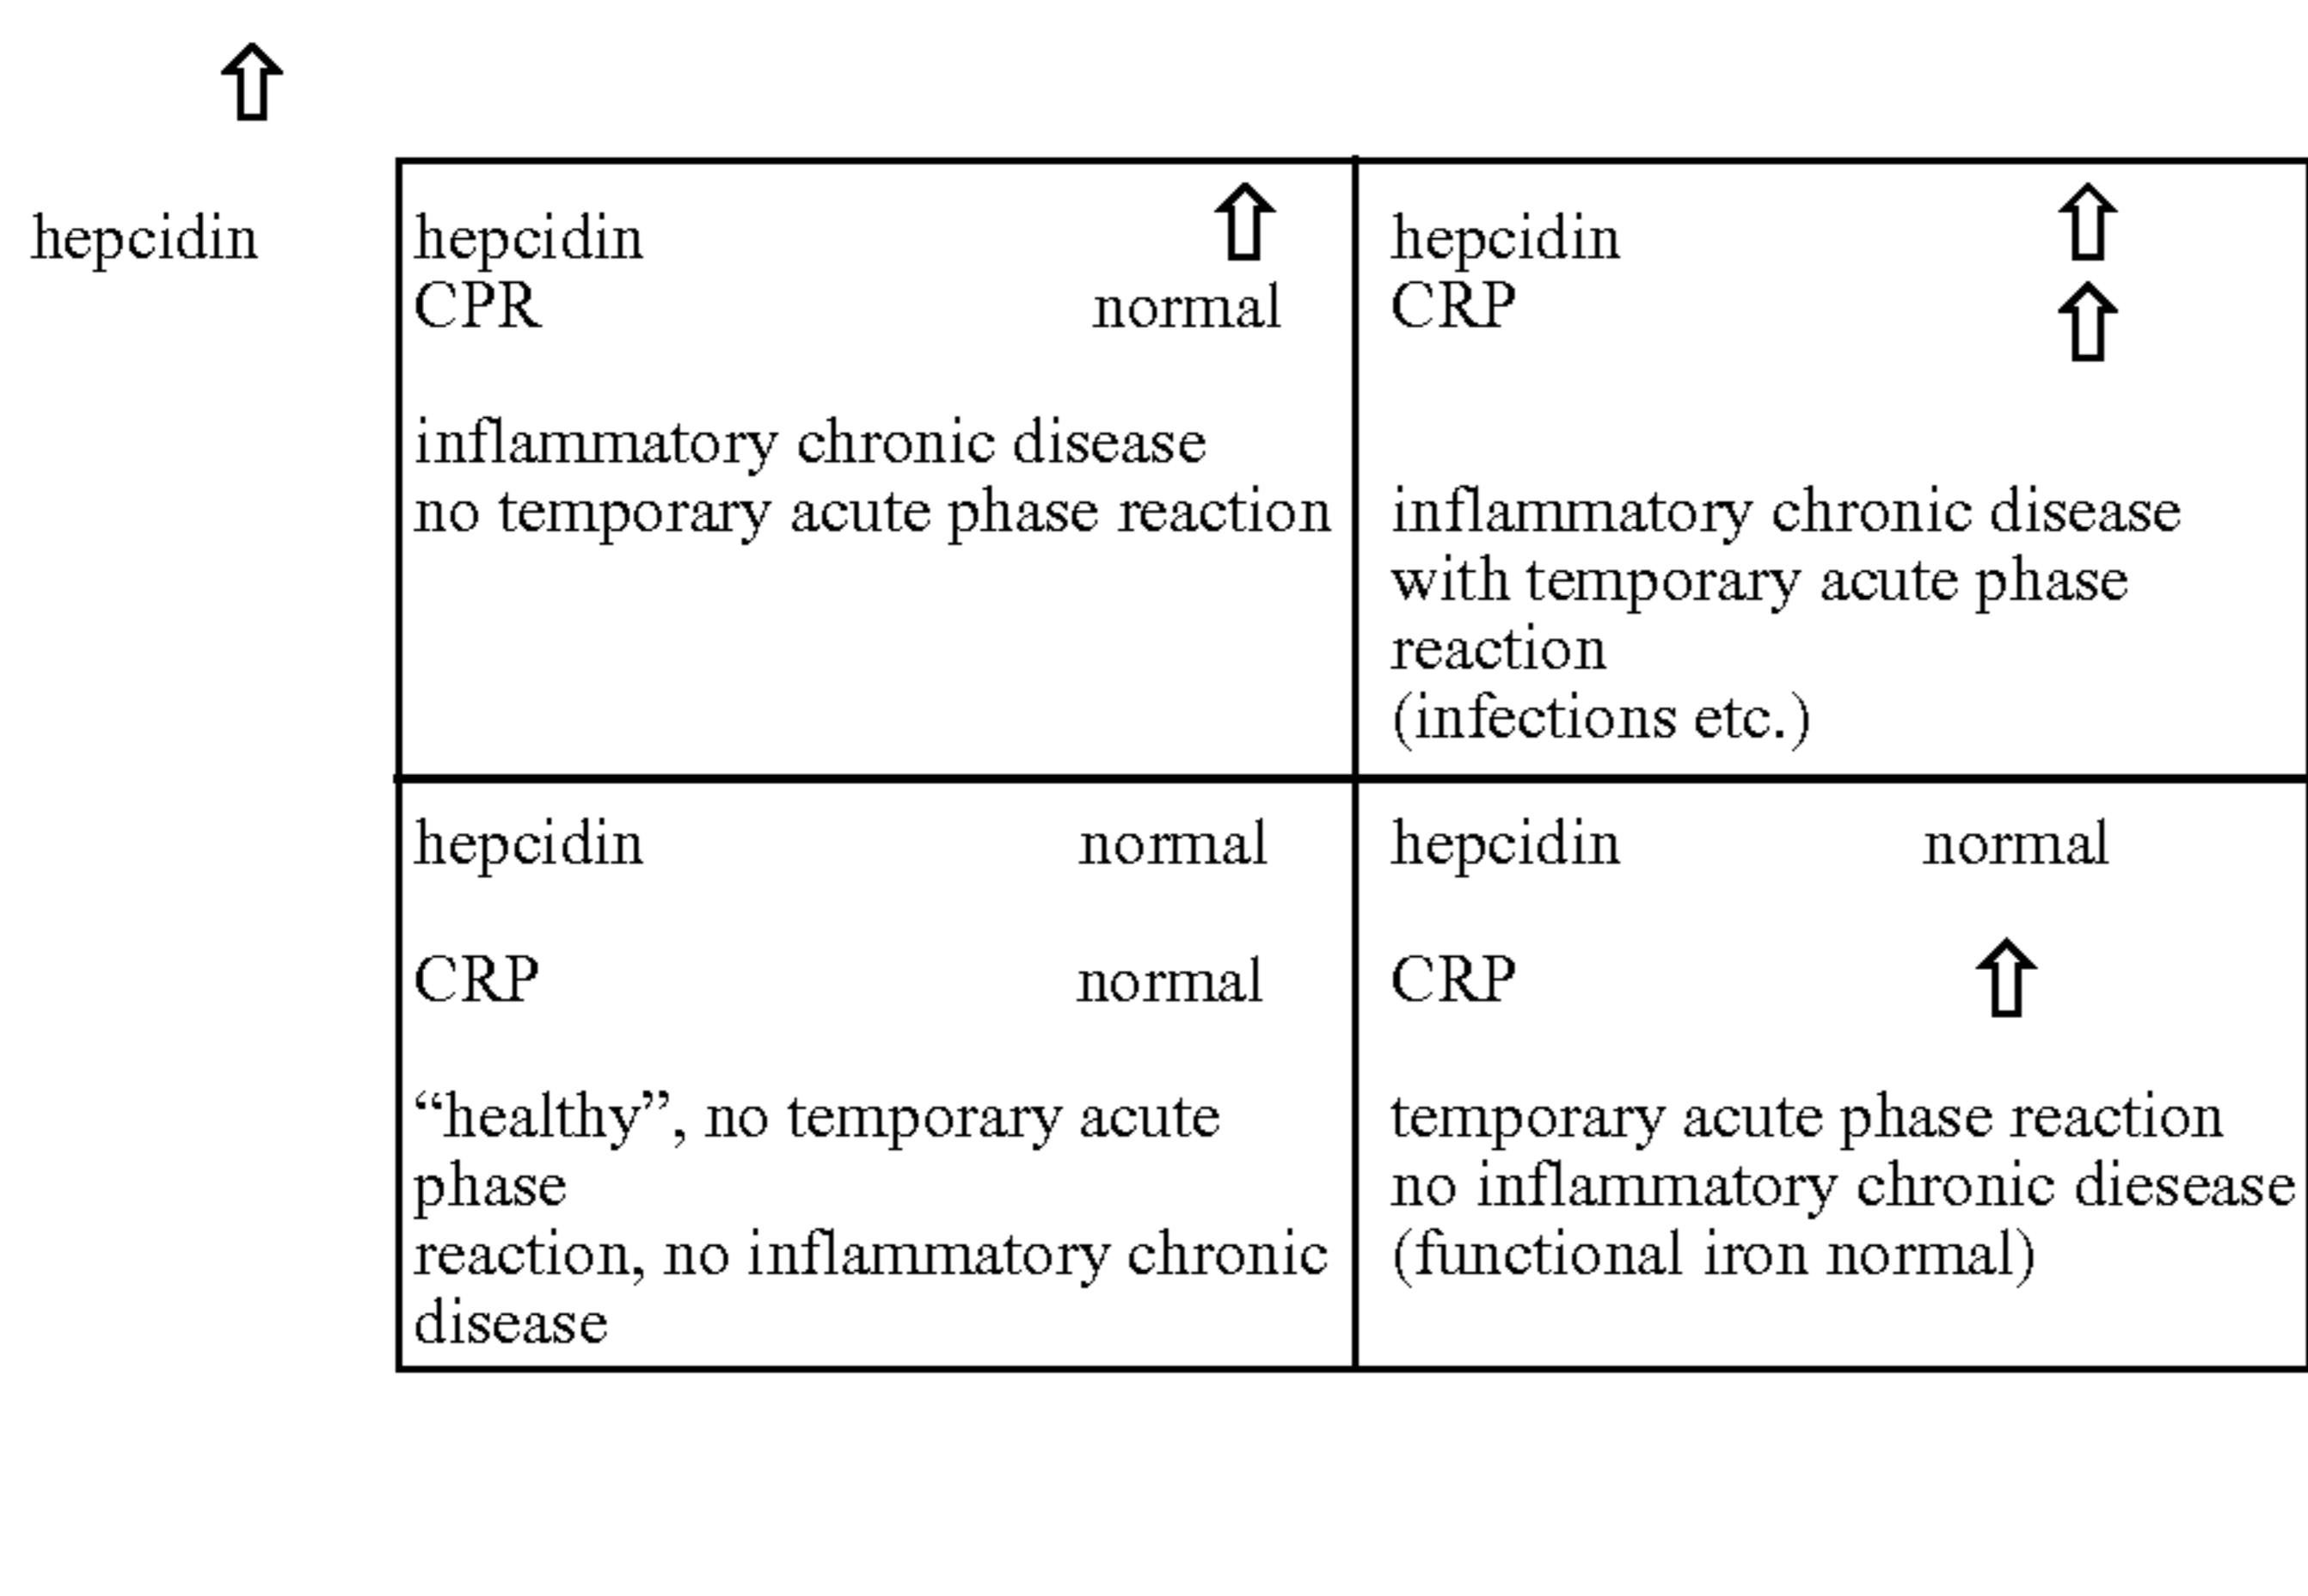 hepcidin
hepcidin ⇧
CPR normal
inflammatory chronic disease
no temporary acute phase reaction
hepcidin ⇧
CRP ⇧
inflammatory chronic disease
with temporary acute phase
reaction
(infections etc.)
hepcidin normal
CRP normal
“healthy”, no temporary acute
phase
reaction, no inflammatory chronic
disease
hepcidin normal
CRP ⇧
temporary acute phase reaction
no inflammatory chronic diesease
(functional iron normal)